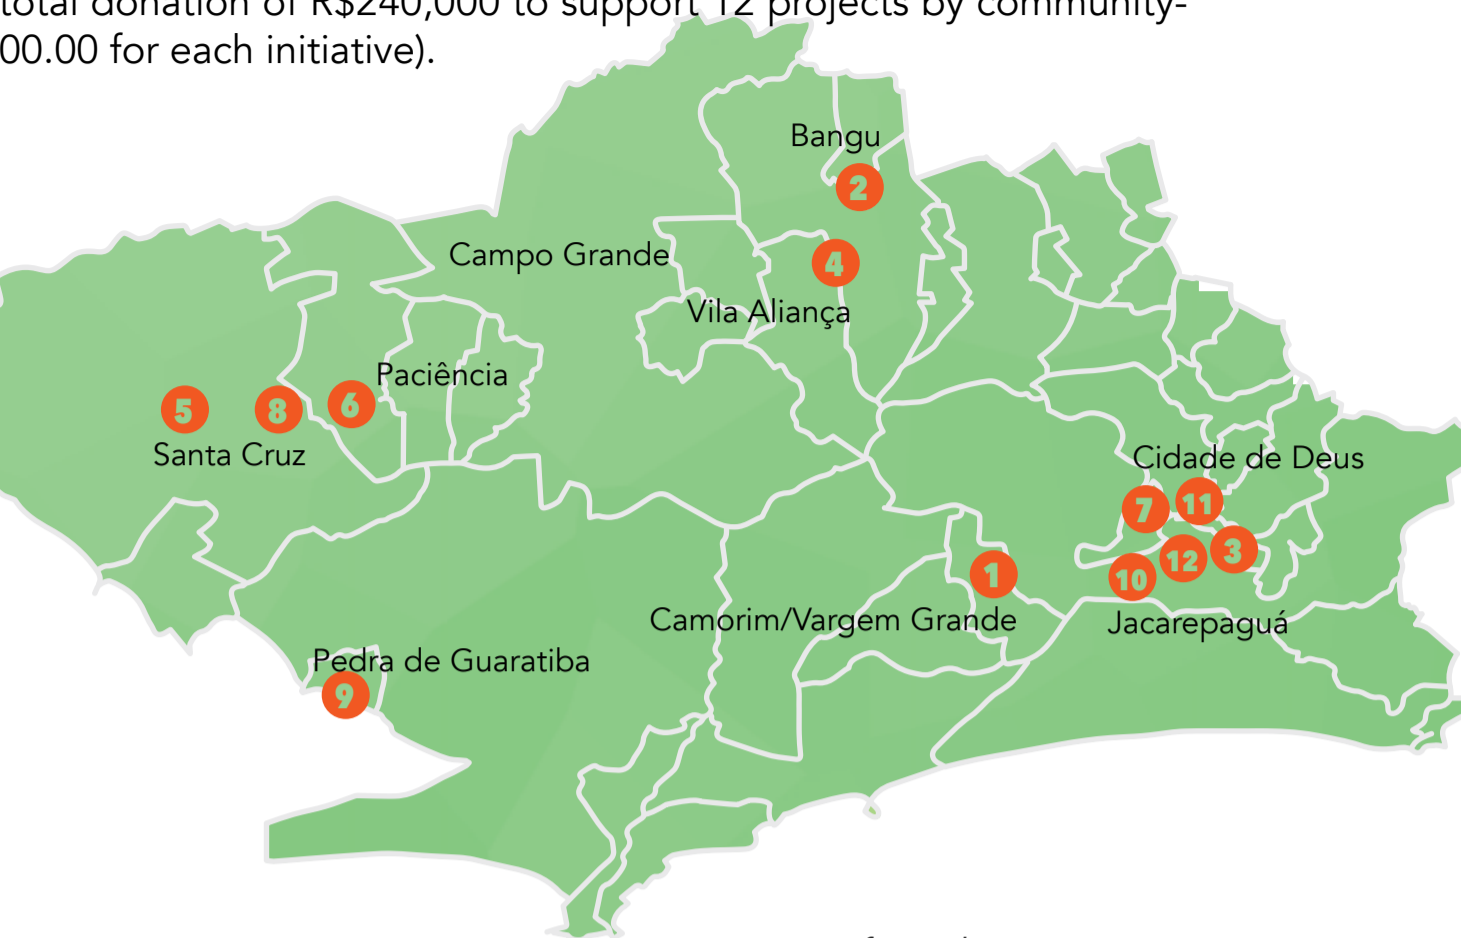 total donation of R$240,000 to support 12 projects by community-
00.00 for each initiative).
Bangu
2
Campo Grande
4
Vila Aliança
Paciência
5
8
6
Santa Cruz
Cidade de Deus
7
11
3
12
10
1
Camorim/Vargem Grande
Jacarepaguá
Pedra de Guaratiba
9